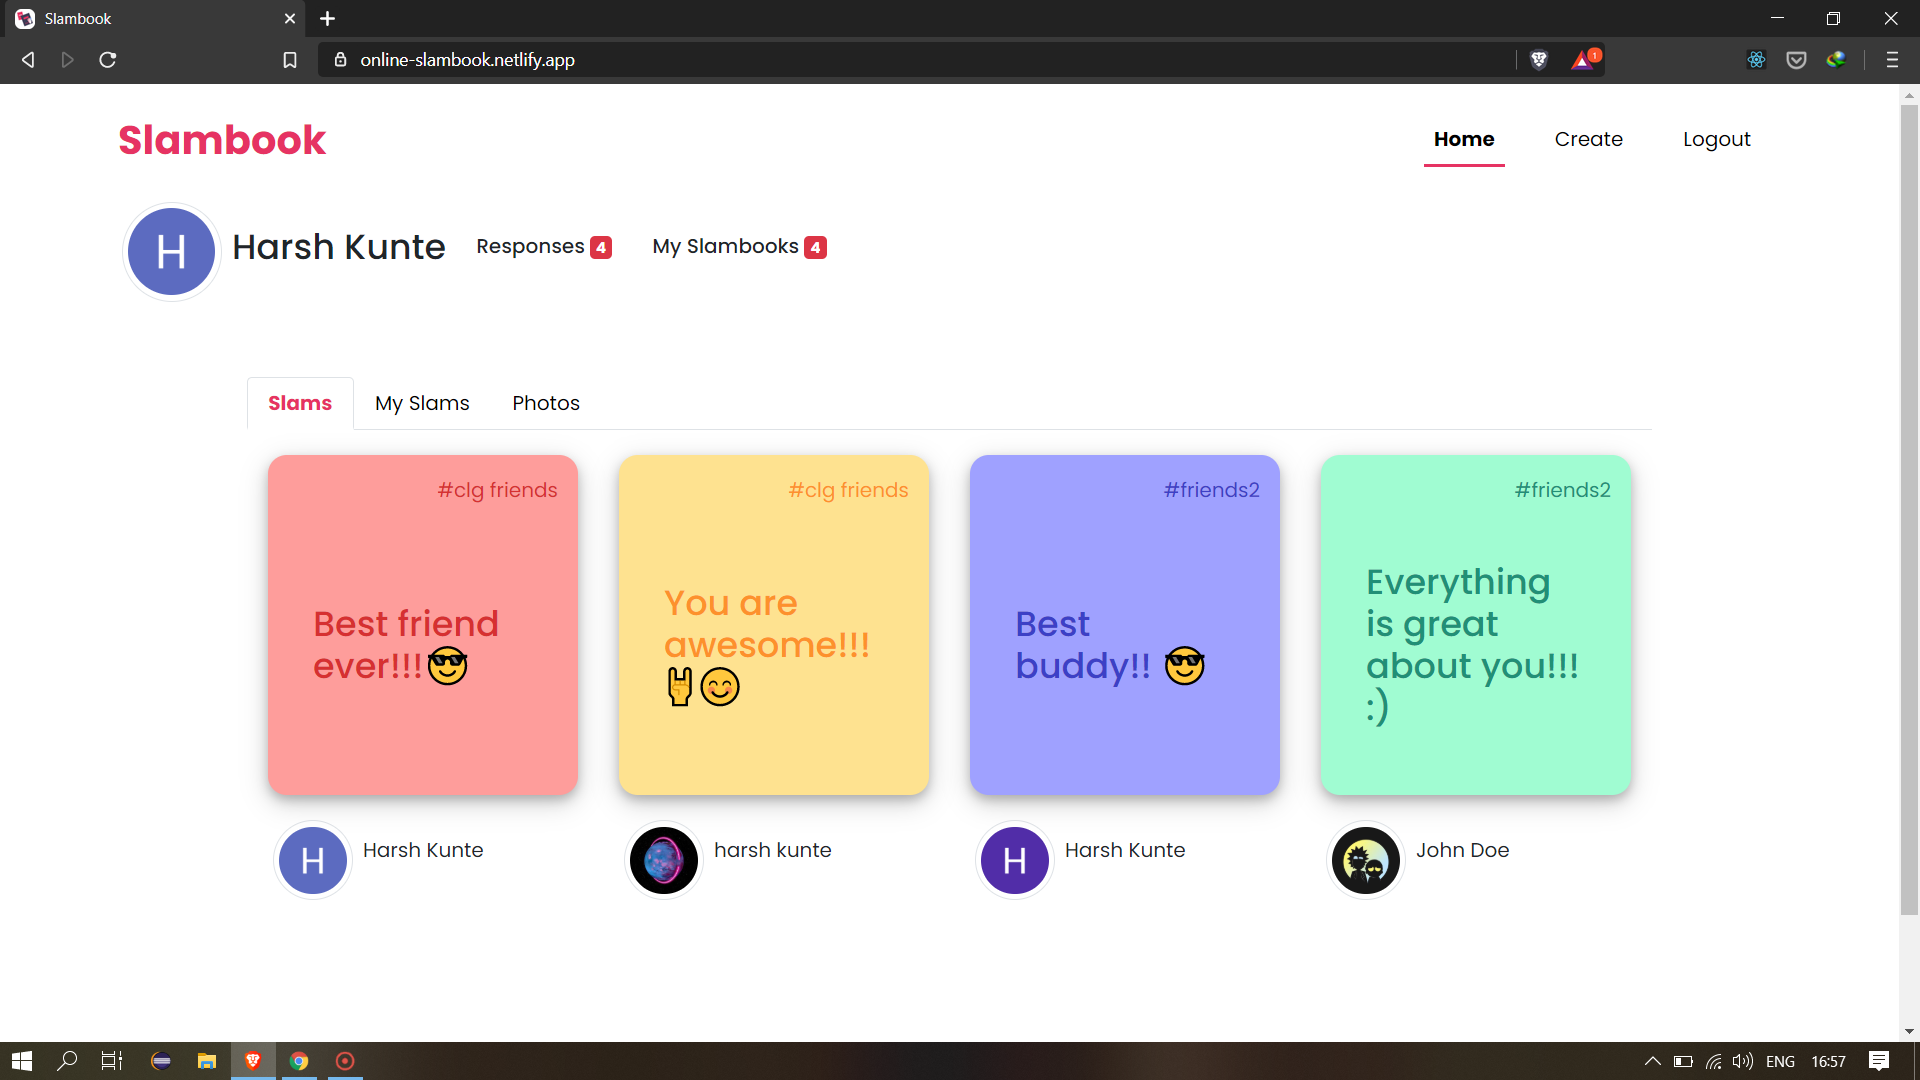 Slambook
online-slambook.netlify.app
1
Slambook
Home Create Logout
H
Harsh Kunte
Responses 4
My Slambooks 4
Slams My Slams Photos
#clg friends
Best friend
ever!!!😎
#clg friends
You are
awesome!!!
🤘😊
#friends2
Best
buddy!! 😎
#friends2
Everything
is great
about you!!!
:)
H
Harsh Kunte
harsh kunte
H
Harsh Kunte
John Doe
ENG 16:57